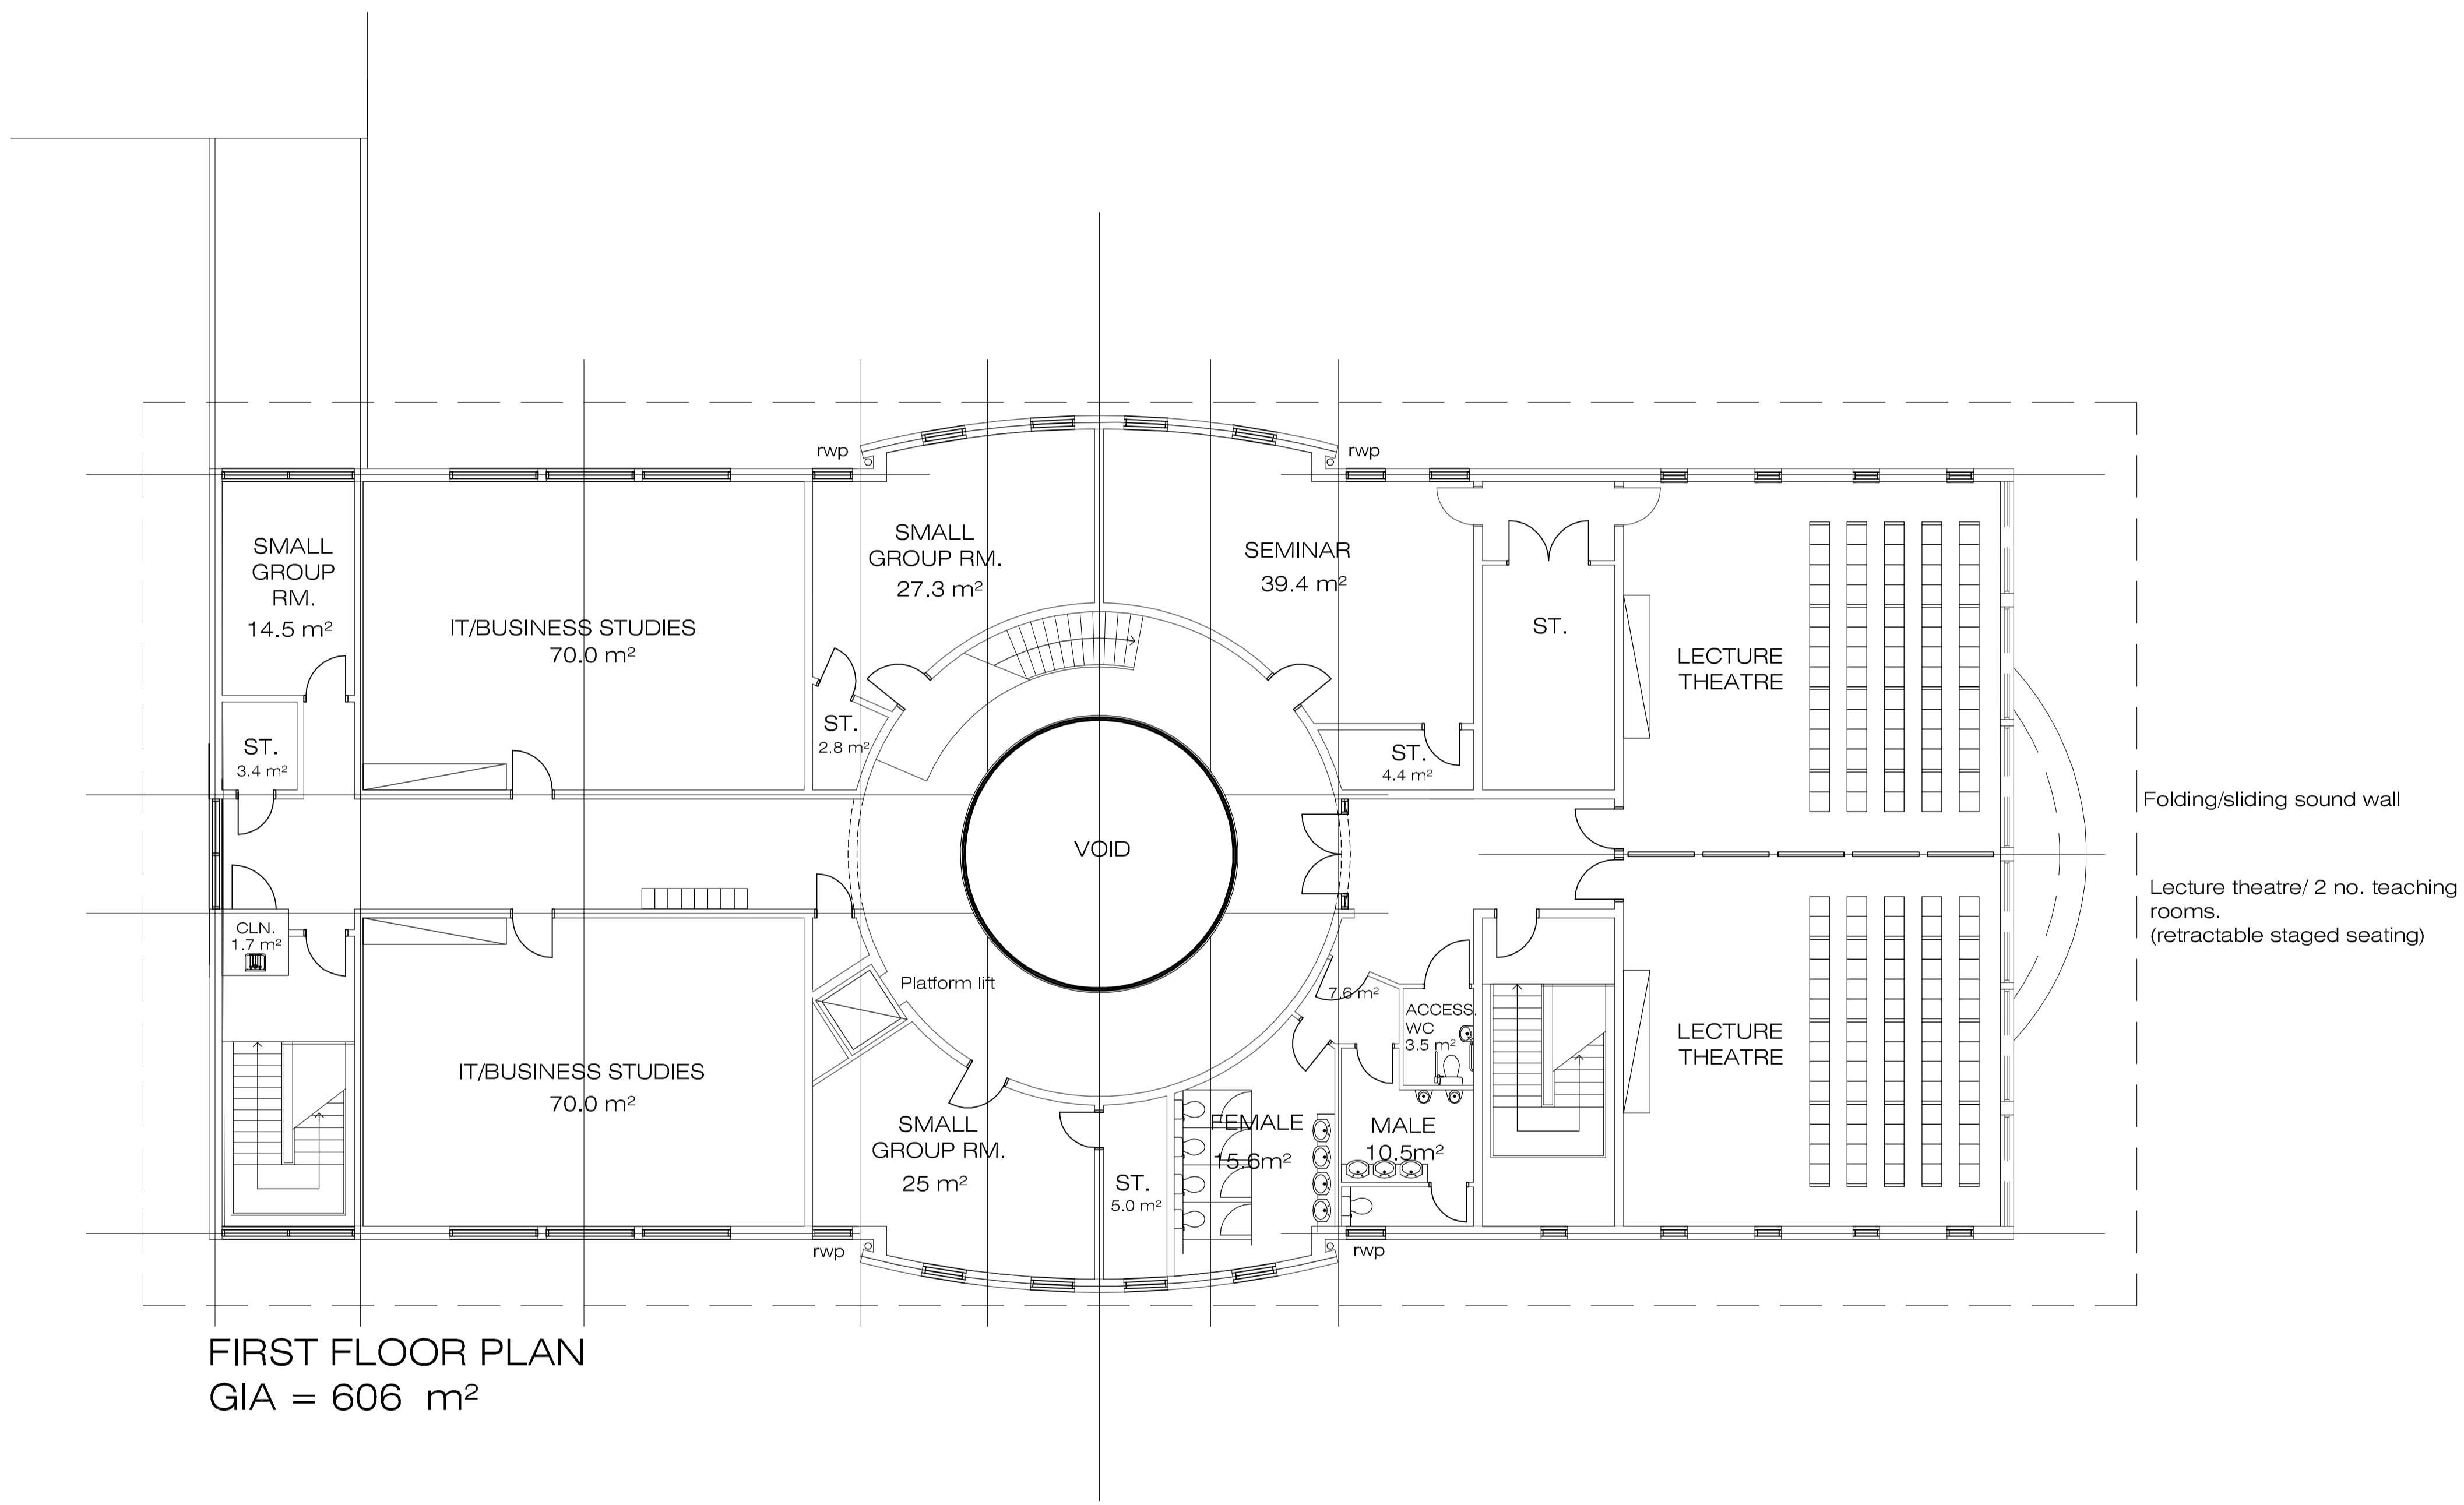 rwp
rwp
SMALL
GROUP
RM.
14.5 m²
IT/BUSINESS STUDIES
70.0 m²
SMALL
GROUP RM.
27.3 m²
SEMINAR
39.4 m²
ST.
LECTURE
THEATRE
ST.
3.4 m²
ST.
2.8 m²
ST.
4.4 m²
Folding/sliding sound wall
VOID
Lecture theatre/ 2 no. teaching
rooms.
(retractable staged seating)
CLN.
1.7 m²
Platform lift
7.6 m²
ACCESS.
WC
3.5 m²
LECTURE
THEATRE
IT/BUSINESS STUDIES
70.0 m²
SMALL
GROUP RM.
25 m²
ST.
5.0 m²
FEMALE
15.6m²
MALE
10.5m²
rwp
rwp
FIRST FLOOR PLAN
GIA = 606 m²